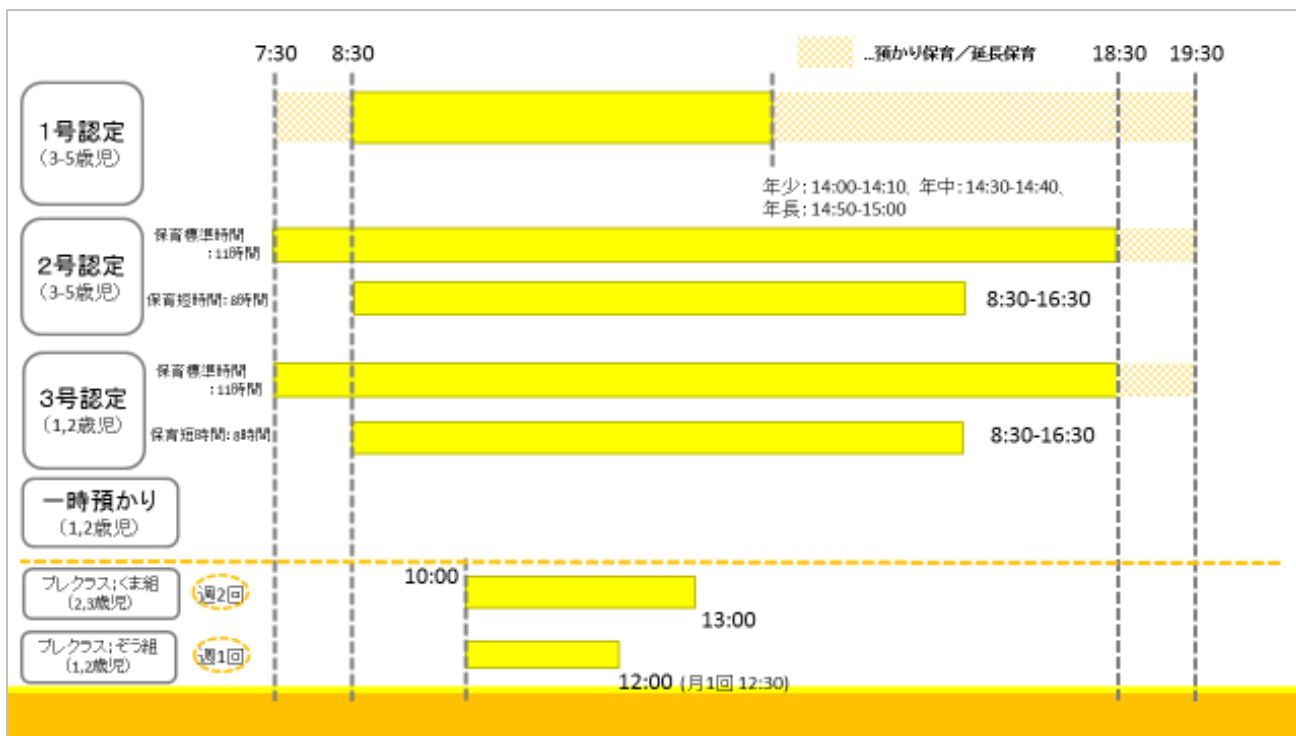 7:30 8:30 …預かり保育／延長保育 18:30 19:30
1号認定
（3-5歳児）
年少：14:00-14:10、年中：14:30-14:40、
年長：14:50-15:00
2号認定
（3-5歳児）
保育標準時間
：11時間
保育短時間：8時間
8:30-16:30
3号認定
（1,2歳児）
保育標準時間
：11時間
保育短時間：8時間
8:30-16:30
一時預かり
（1,2歳児）
プレクラス；くま組
（2,3歳児）
週2回
10:00
13:00
プレクラス；ぞう組
（1,2歳児）
週1回
12:00（月1回 12:30）